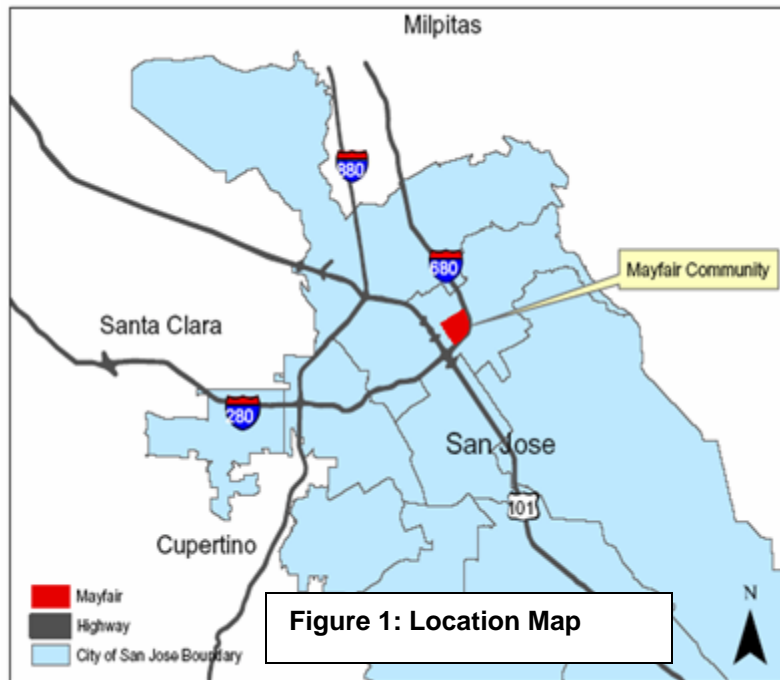 Milpitas
880
680
Mayfair Community
Santa Clara
280
San Jose
101
Cupertino
Mayfair
Highway
City of San Jose Boundary
Figure 1: Location Map
N